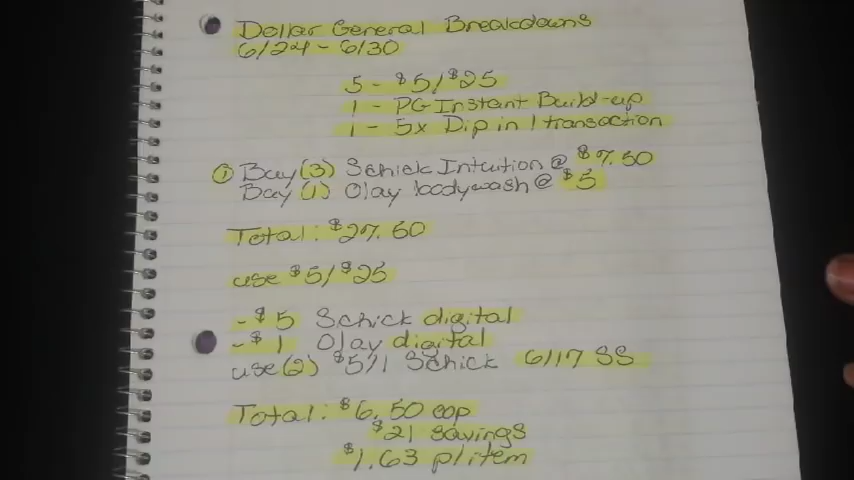 Dollar General Breakdowns
6/24 - 6/30
5 - $5/$25
1 - PG Instant Build-up
1 - 5x Dip in 1 transaction
① Buy (3) Schick Intuition @ $7.50
Buy (1) Olay bodywash @ $5
Total: $27.50
use $5/$25
- $5 Schick digital
- $1 Olay digital
use (2) $5/1 Schick 6/17 SS
Total: $6.50 oop
$21 savings
$1.63 p/item